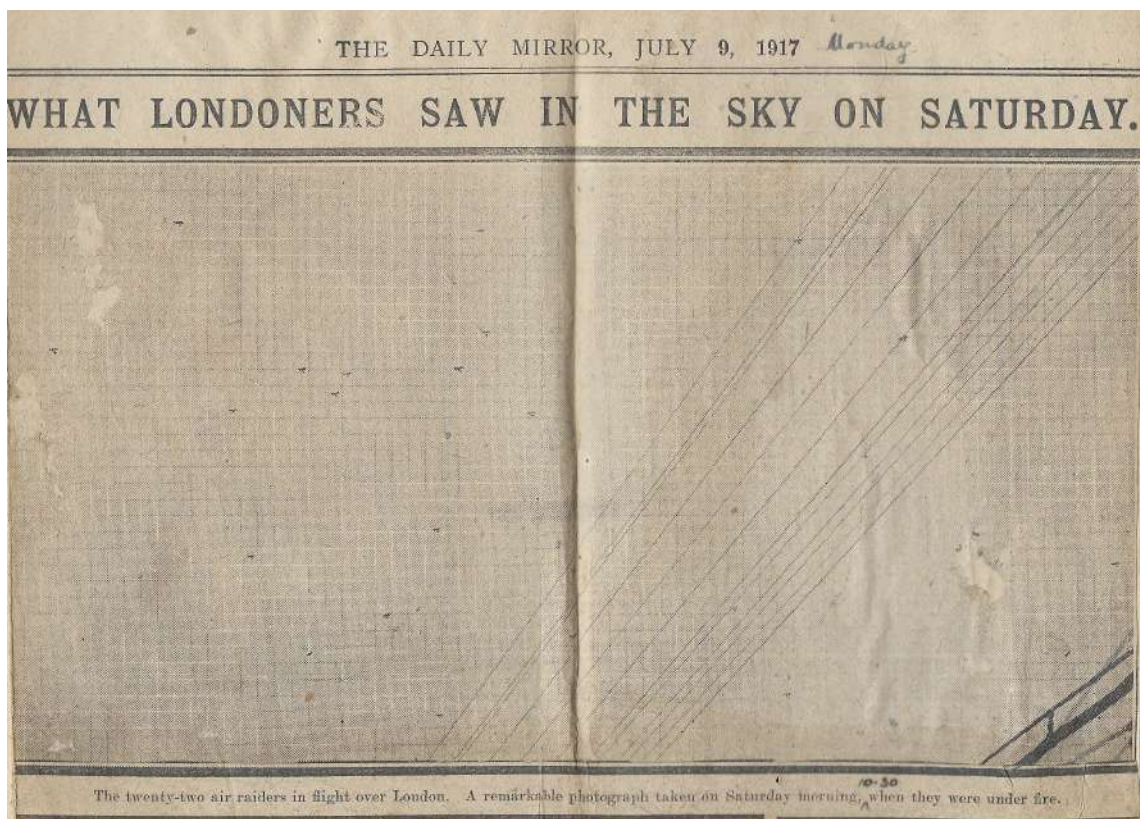 THE DAILY MIRROR, JULY 9, 1917 Monday
WHAT LONDONERS SAW IN THE SKY ON SATURDAY.
10-30
The twenty-two air raiders in flight over London. A remarkable photograph taken on Saturday morning, when they were under fire.